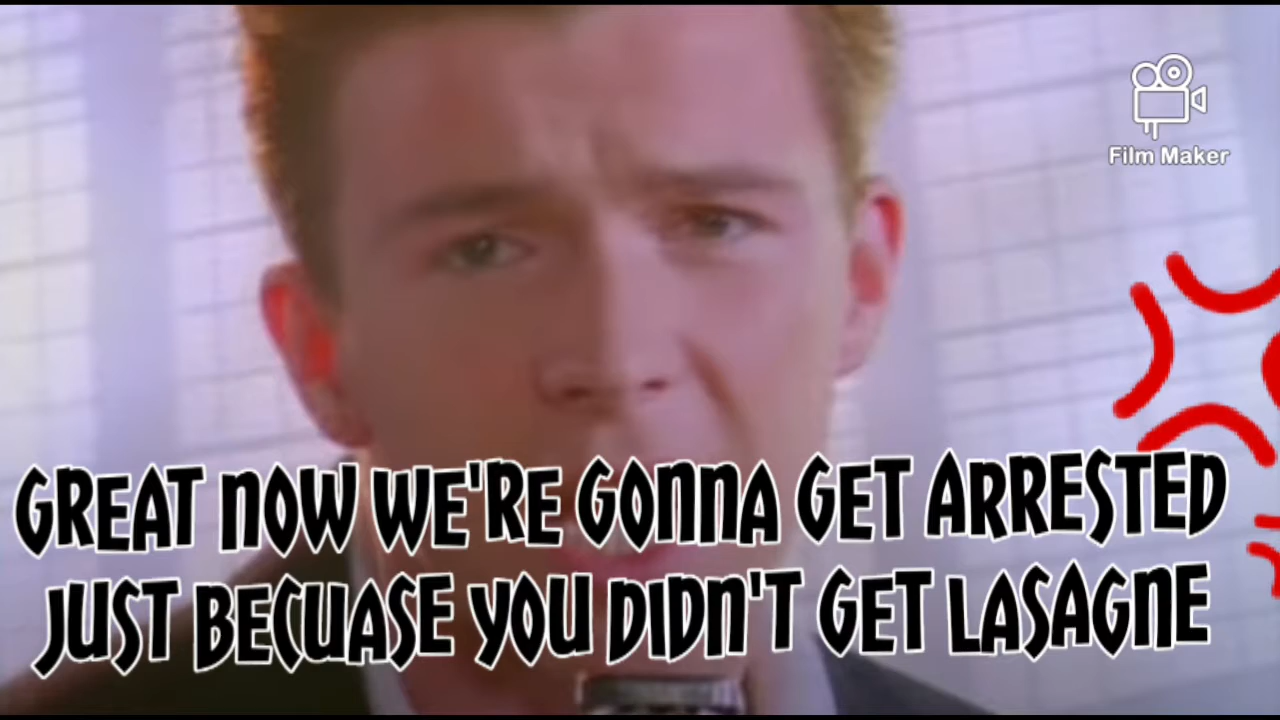 Film Maker
GREAT NOW WE'RE GONNA GET ARRESTED
JUST BECUASE YOU DIDN'T GET LASAGNE